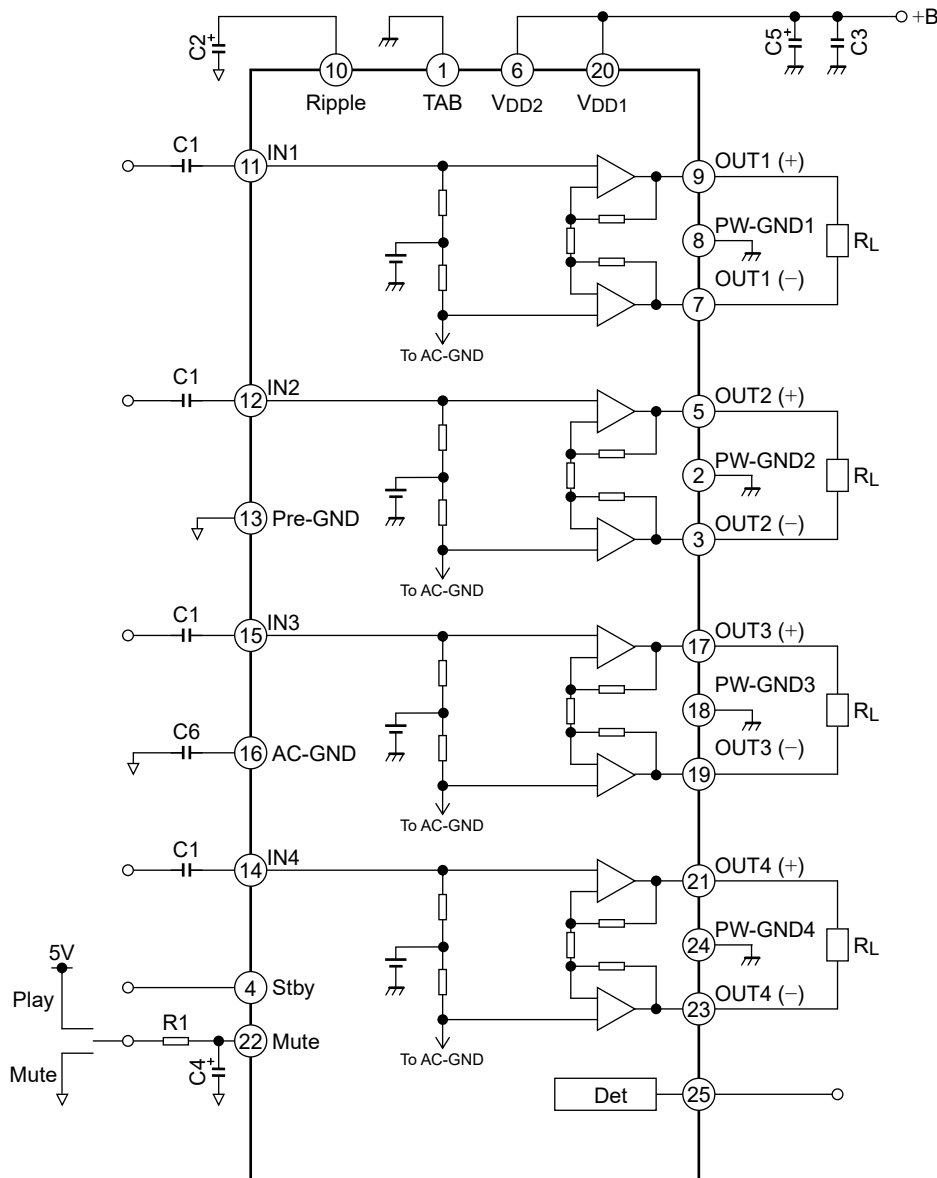 C2 + C5 + C3 +B
10 1 6 20
Ripple TAB VDD2 VDD1
C1 11 IN1 9 OUT1 (+)
8 PW-GND1 RL
7 OUT1 (−)
To AC-GND
C1 12 IN2 5 OUT2 (+)
2 PW-GND2 RL
13 Pre-GND 3 OUT2 (−)
To AC-GND
C1 15 IN3 17 OUT3 (+)
18 PW-GND3 RL
C6 16 AC-GND 19 OUT3 (−)
To AC-GND
C1 14 IN4 21 OUT4 (+)
24 PW-GND4 RL
5V
Play 4 Stby 23 OUT4 (−)
R1 22 Mute
Mute C4 + To AC-GND
Det 25